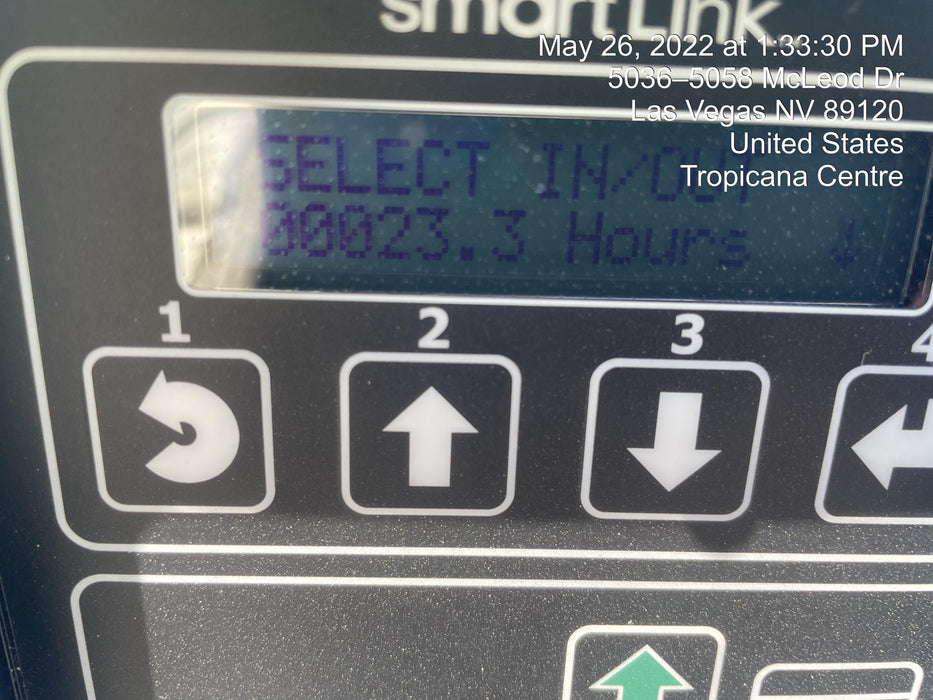 smartLink
May 26, 2022 at 1:33:30 PM
5036–5058 McLeod Dr
Las Vegas NV 89120
United States
Tropicana Centre
SELECT IN/OUT
00023.3 Hours ↓
1 2 3 4